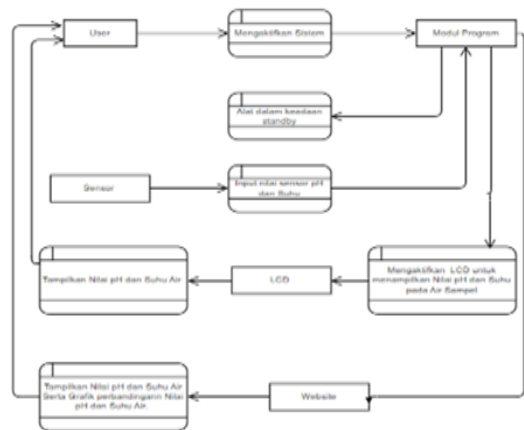 User
Mengaktifkan Sistem
Modul Program
Alat dalam keadaan
standby
Sensor
Input nilai sensor pH
dan Suhu
Tampilkan Nilai pH dan Suhu Air
LCD
Mengaktifkan LCD untuk
menampilkan Nilai pH dan Suhu
pada Air Sampel
Tampilkan Nilai pH dan Suhu Air
Serta Grafik perbandingann Nilai
pH dan Suhu Air.
Website